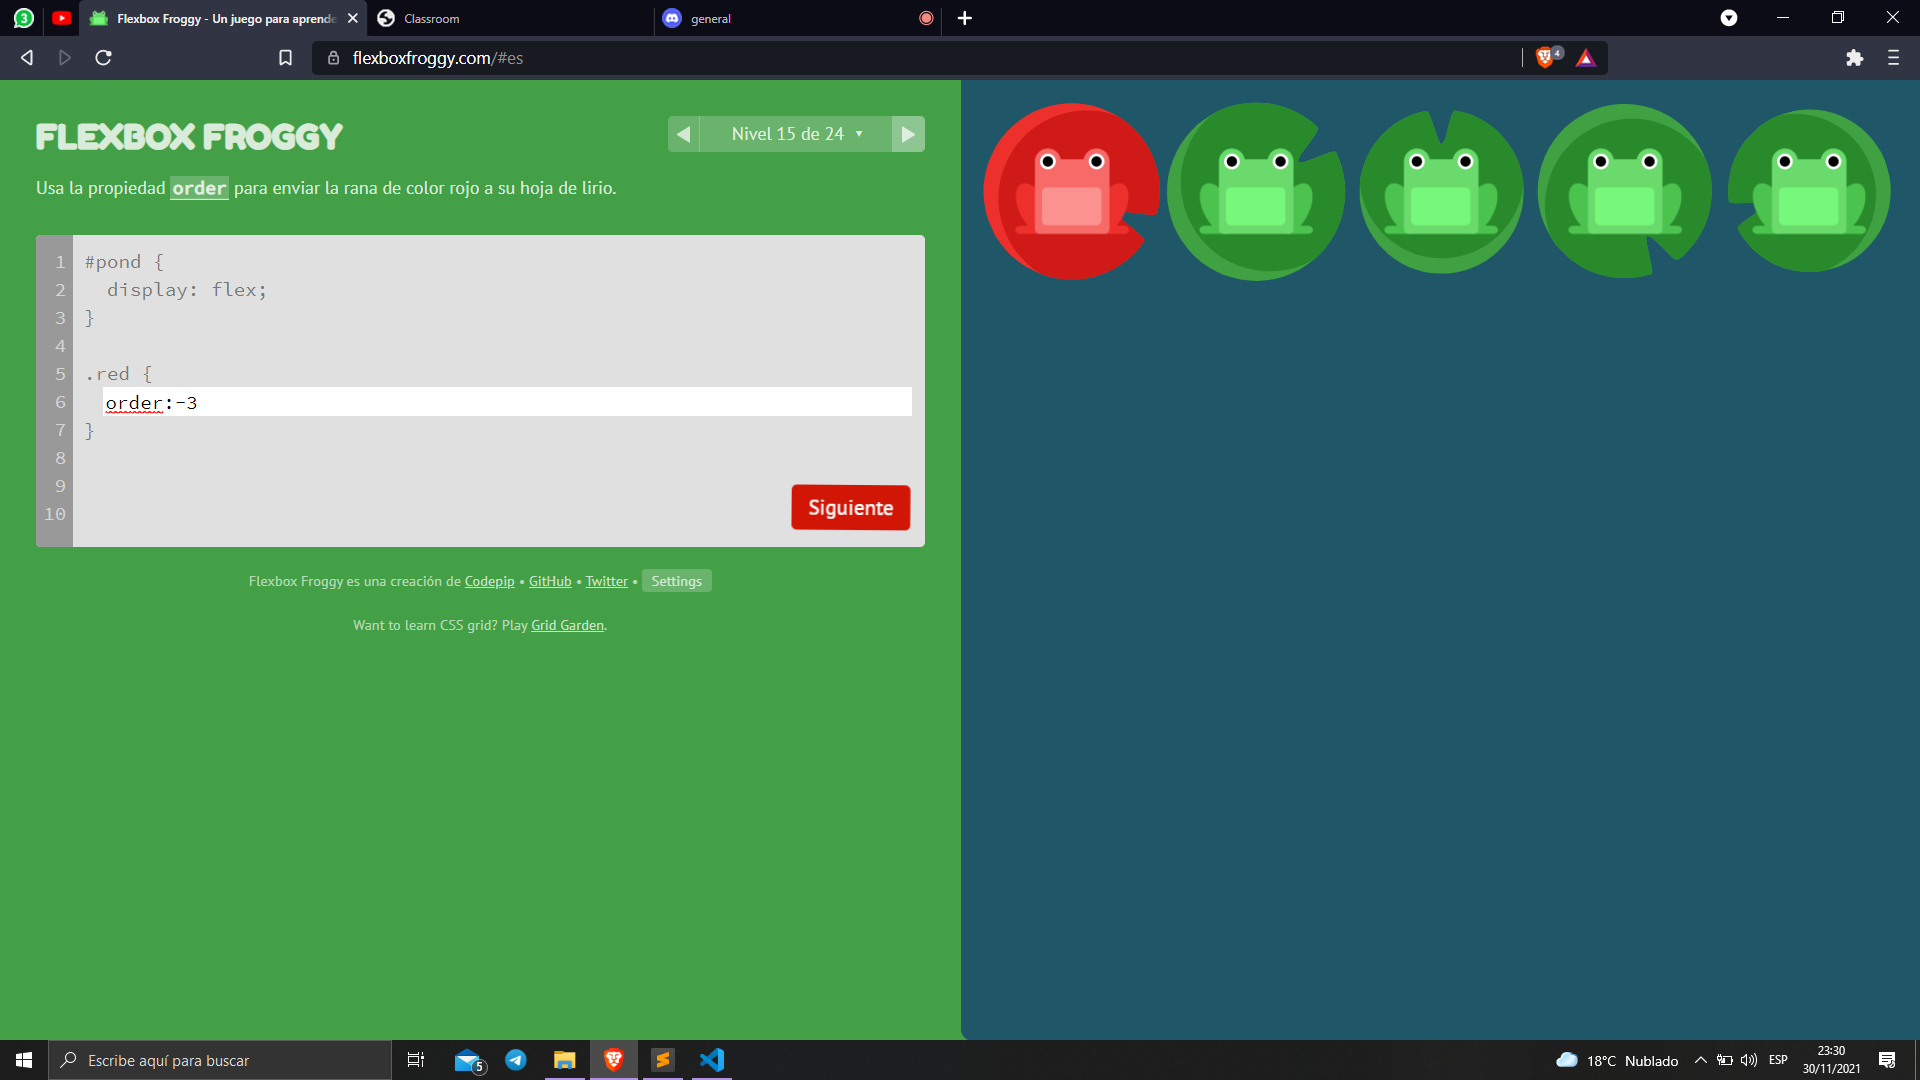 3
Flexbox Froggy - Un juego para aprende
Classroom
general
flexboxfroggy.com/#es
4
FLEXBOX FROGGY
Nivel 15 de 24
Usa la propiedad order para enviar la rana de color rojo a su hoja de lirio.
1 #pond {
2 display: flex;
3 }
4
5 .red {
6 order:-3
7 }
8
9
10
Siguiente
Flexbox Froggy es una creación de Codepip • GitHub • Twitter • Settings
Want to learn CSS grid? Play Grid Garden.
Escribe aquí para buscar
5
18°C Nublado
ESP
23:30
30/11/2021